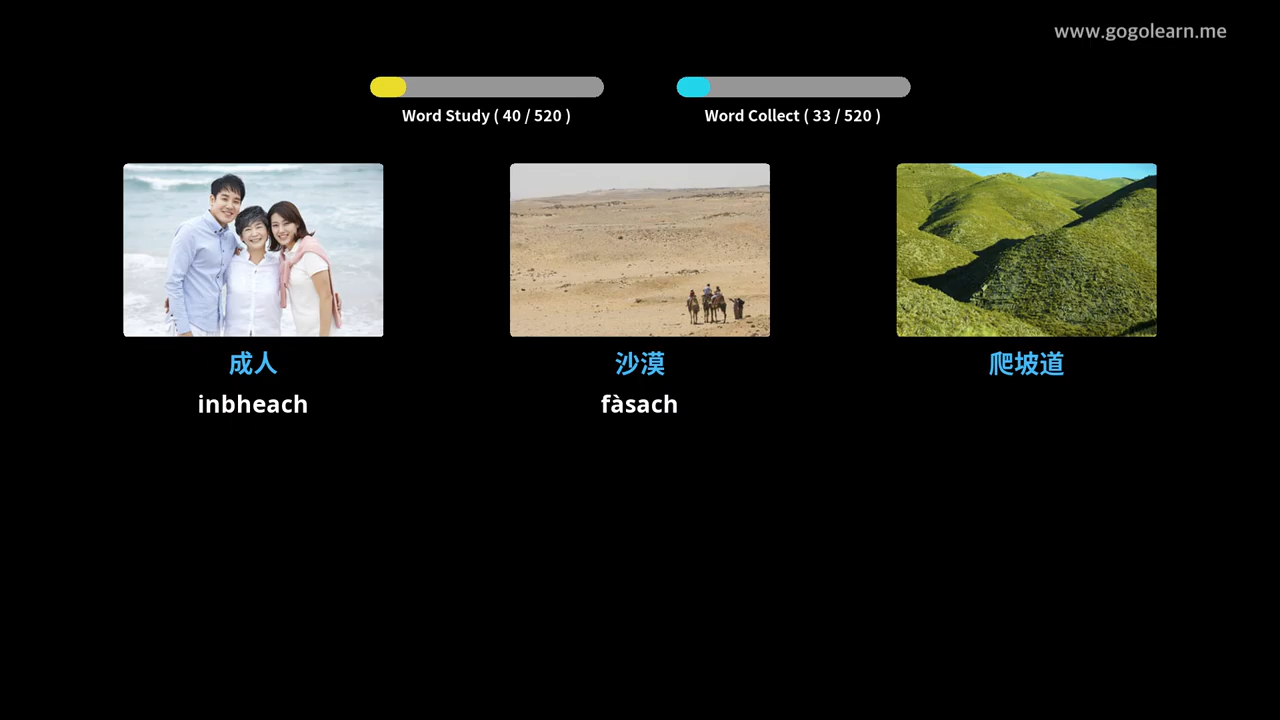 www.gogolearn.me
Word Study ( 40 / 520 )
Word Collect ( 33 / 520 )
成人
inbheach
沙漠
fàsach
爬坡道